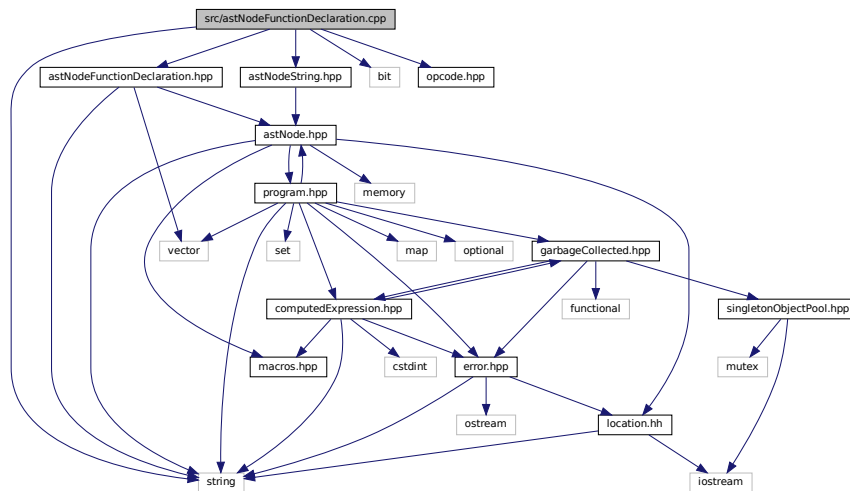 src/astNodeFunctionDeclaration.cpp
astNodeFunctionDeclaration.hpp
astNodeString.hpp
bit
opcode.hpp
astNode.hpp
program.hpp
memory
vector
set
map
optional
garbageCollected.hpp
computedExpression.hpp
functional
singletonObjectPool.hpp
macros.hpp
cstdint
error.hpp
mutex
ostream
location.hh
string
iostream